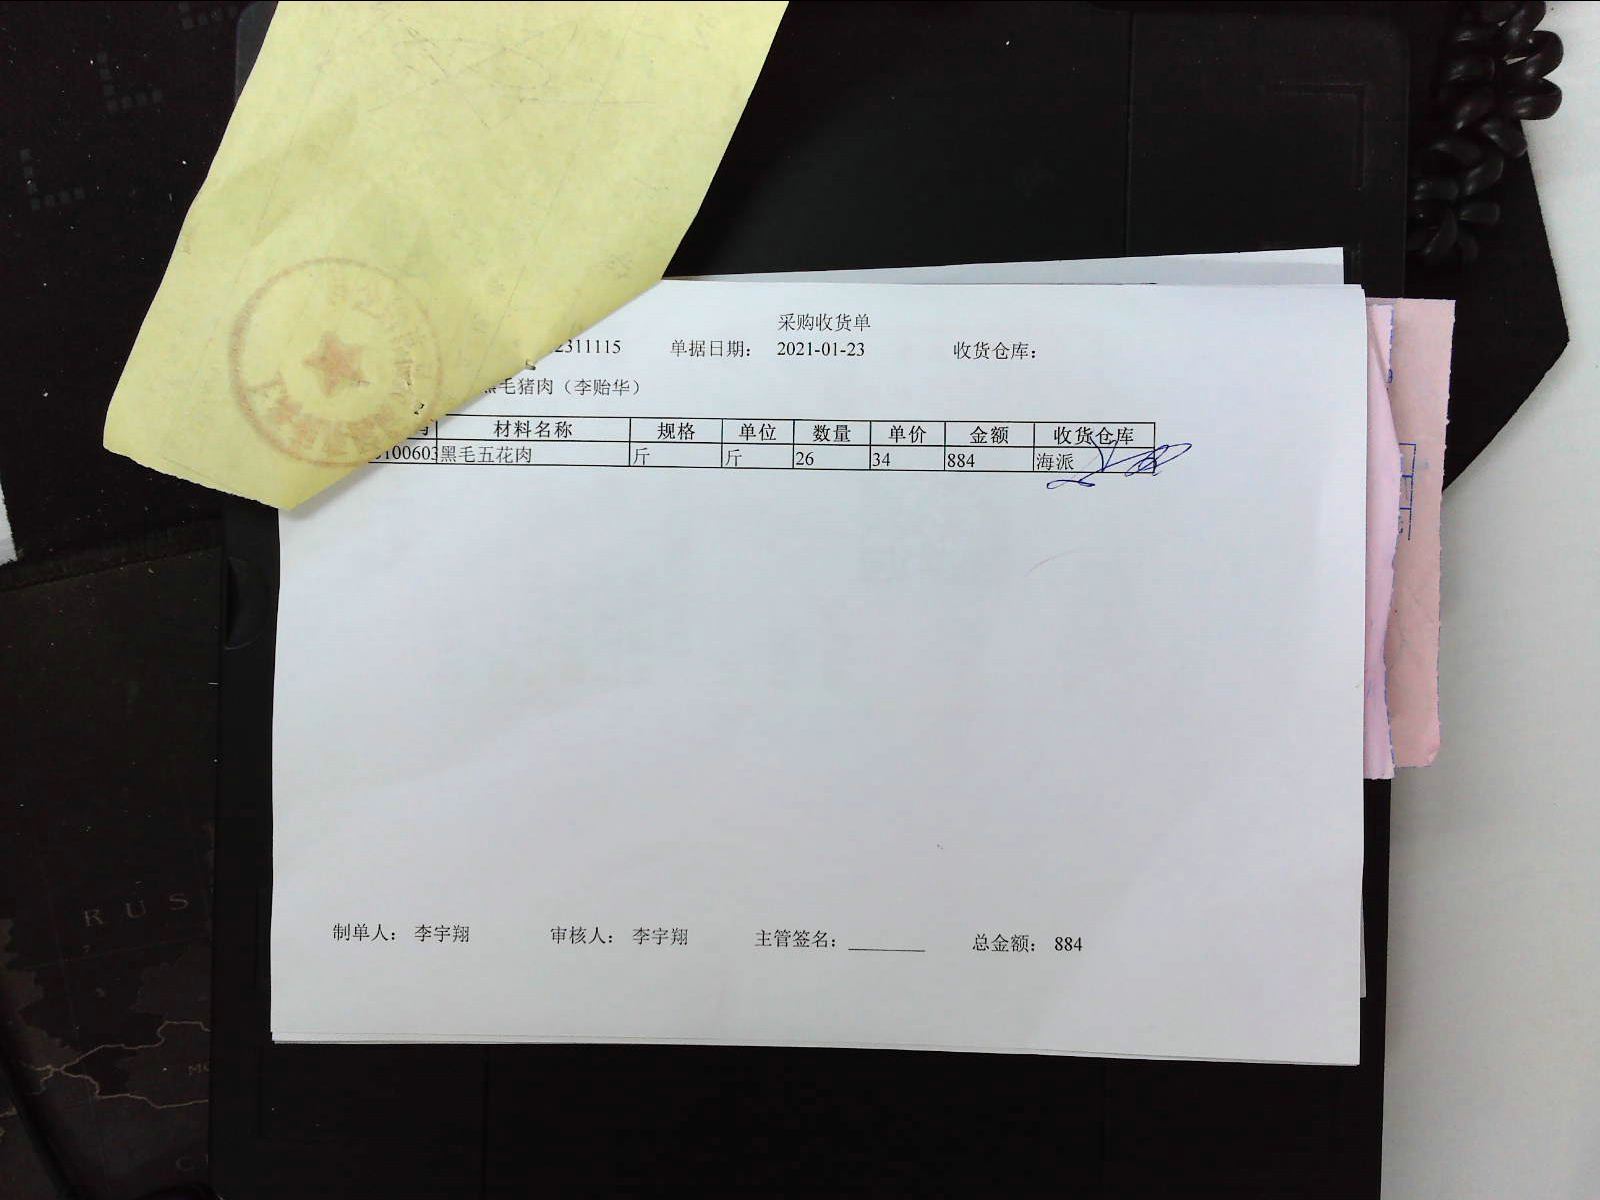 采购收货单
2311115 单据日期： 2021-01-23 收货仓库：
黑毛猪肉（李贻华）
号 材料名称 规格 单位 数量 单价 金额 收货仓库
100603 黑毛五花肉 斤 斤 26 34 884 海派
制单人： 李宇翔 审核人： 李宇翔 主管签名： 总金额： 884
RUS